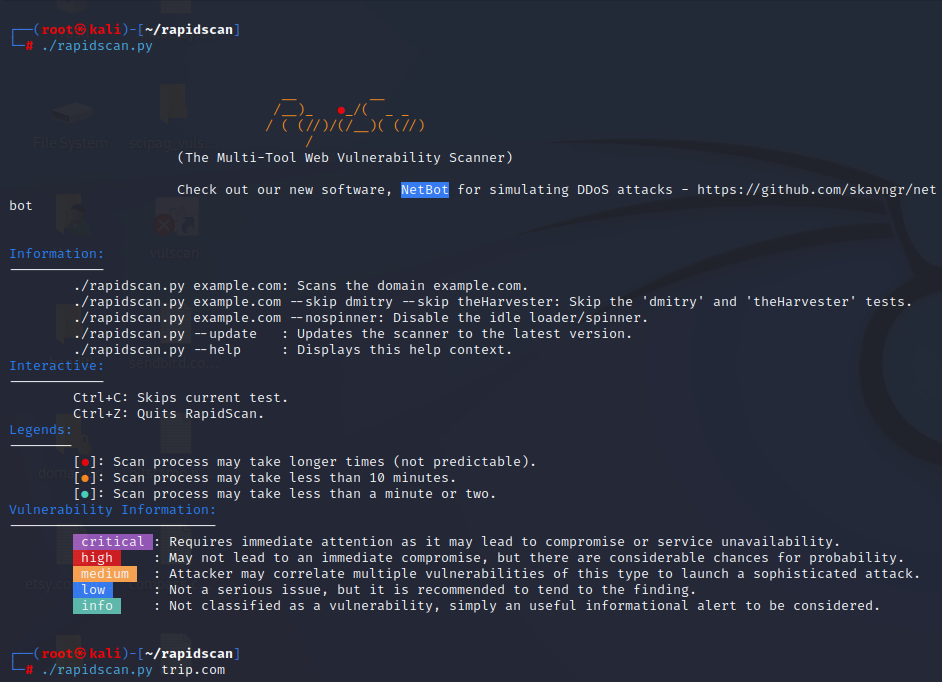 ┌──(root㉿kali)-[~/rapidscan]
└─# ./rapidscan.py
(The Multi-Tool Web Vulnerability Scanner)
Check out our new software, NetBot for simulating DDoS attacks - https://github.com/skavngr/net
bot
Information:
./rapidscan.py example.com: Scans the domain example.com.
./rapidscan.py example.com --skip dmitry --skip theHarvester: Skip the 'dmitry' and 'theHarvester' tests.
./rapidscan.py example.com --nospinner: Disable the idle loader/spinner.
./rapidscan.py --update   : Updates the scanner to the latest version.
./rapidscan.py --help     : Displays this help context.
Interactive:
Ctrl+C: Skips current test.
Ctrl+Z: Quits RapidScan.
Legends:
[●]: Scan process may take longer times (not predictable).
[●]: Scan process may take less than 10 minutes.
[●]: Scan process may take less than a minute or two.
Vulnerability Information:
critical : Requires immediate attention as it may lead to compromise or service unavailability.
high     : May not lead to an immediate compromise, but there are considerable chances for probability.
medium   : Attacker may correlate multiple vulnerabilities of this type to launch a sophisticated attack.
low      : Not a serious issue, but it is recommended to tend to the finding.
info     : Not classified as a vulnerability, simply an useful informational alert to be considered.
┌──(root㉿kali)-[~/rapidscan]
└─# ./rapidscan.py trip.com
File System
vulscan